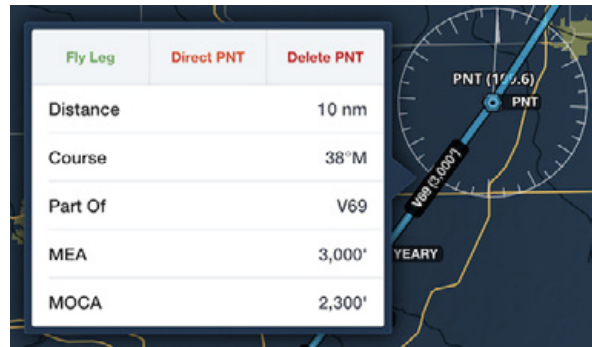 Fly Leg Direct PNT Delete PNT
Distance 10 nm
Course 38°M
Part Of V69
MEA 3,000'
MOCA 2,300'
PNT
PNT
V69 (3,000')
YEARY